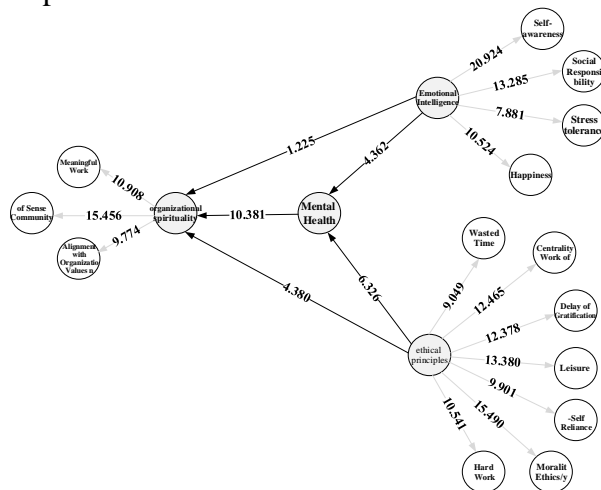 Self-
awareness
20.924
Social
Responsi
bility
13.285
Emotional
Intelligence
7.881
Stress
tolerance
10.524
Happiness
1.225
4.362
Meaningful
Work
10.908
of Sense
Community
15.456
organizational
spirituality
10.381
Mental
Health
9.774
Alignment
with
Organizatio
Values n
Wasted
Time
Centrality
Work of
6.326
4.380
9.049
12.465
Delay of
Gratification
12.378
ethical
principles
13.380
Leisure
9.901
-Self
Reliance
10.541
15.490
Hard
Work
Moralit
Ethics/y